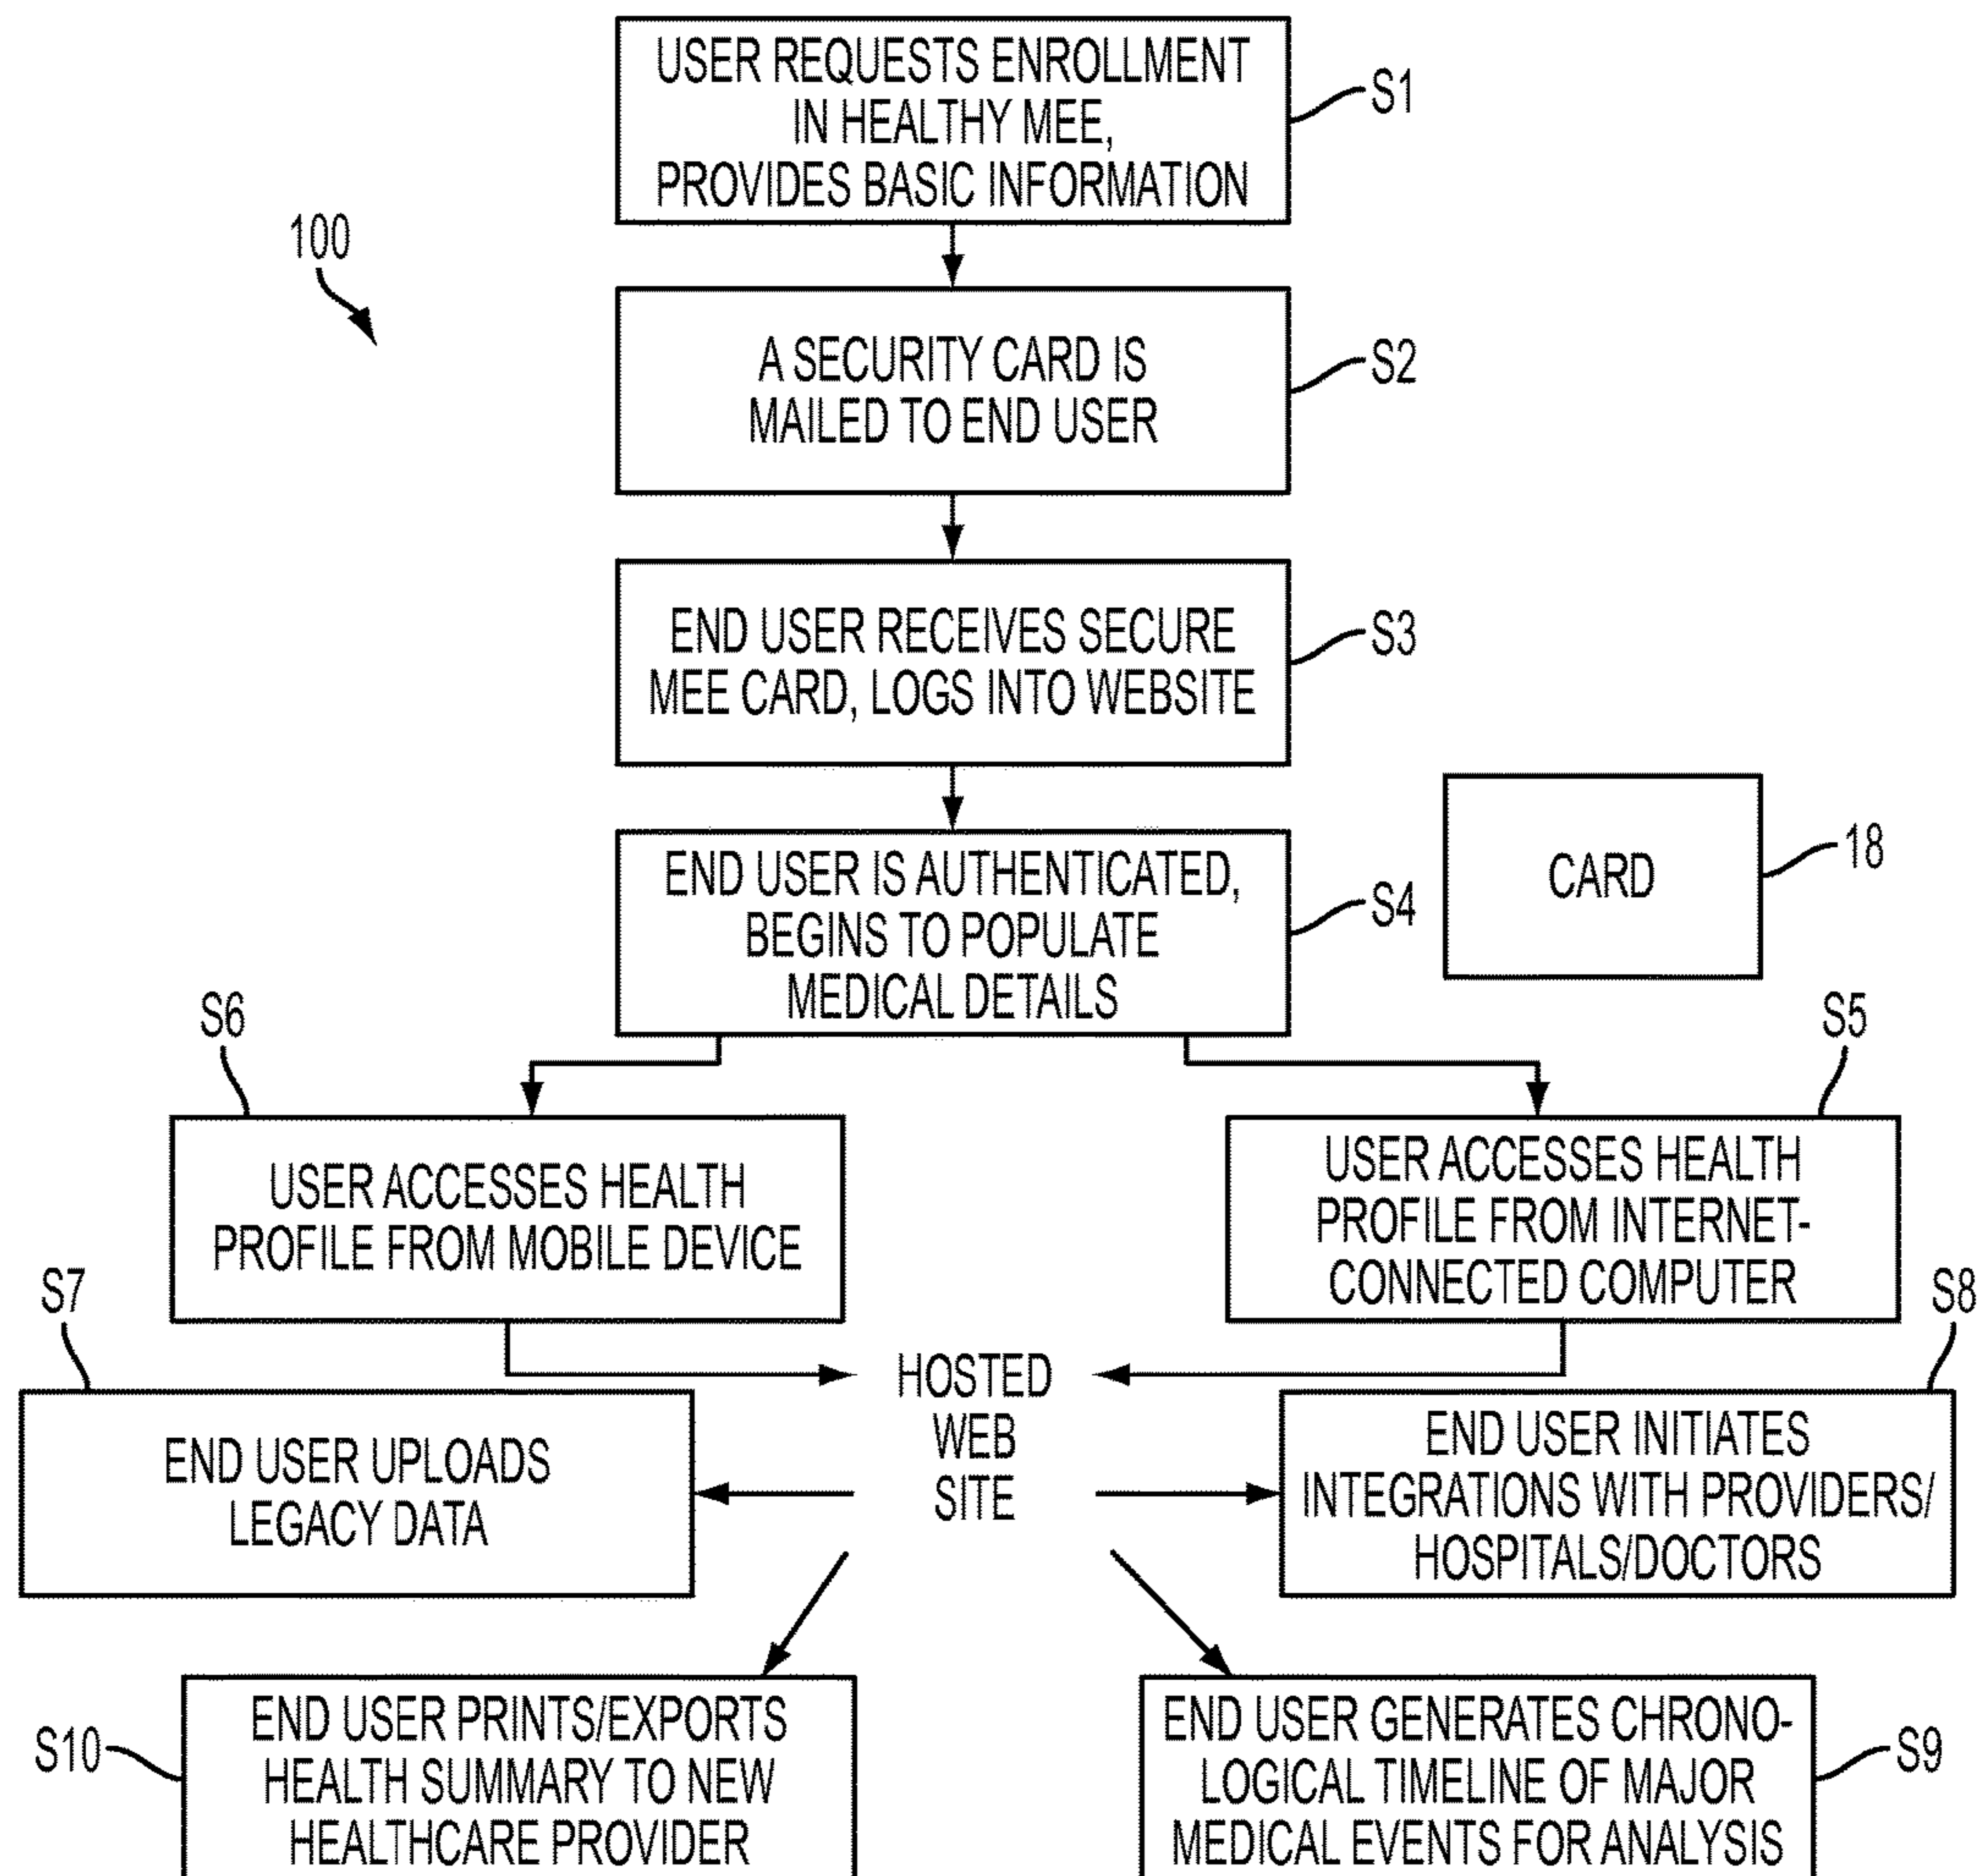 USER REQUESTS ENROLLMENT
IN HEALTHY MEE,
PROVIDES BASIC INFORMATION
S1
100
A SECURITY CARD IS
MAILED TO END USER
S2
END USER RECEIVES SECURE
MEE CARD, LOGS INTO WEBSITE
S3
END USER IS AUTHENTICATED,
BEGINS TO POPULATE
MEDICAL DETAILS
S4
CARD
18
S6
USER ACCESSES HEALTH
PROFILE FROM MOBILE DEVICE
S5
USER ACCESSES HEALTH
PROFILE FROM INTERNET-
CONNECTED COMPUTER
HOSTED
WEB
SITE
S7
END USER UPLOADS
LEGACY DATA
S8
END USER INITIATES
INTEGRATIONS WITH PROVIDERS/
HOSPITALS/DOCTORS
S10
END USER PRINTS/EXPORTS
HEALTH SUMMARY TO NEW
HEALTHCARE PROVIDER
END USER GENERATES CHRONO-
LOGICAL TIMELINE OF MAJOR
MEDICAL EVENTS FOR ANALYSIS
S9